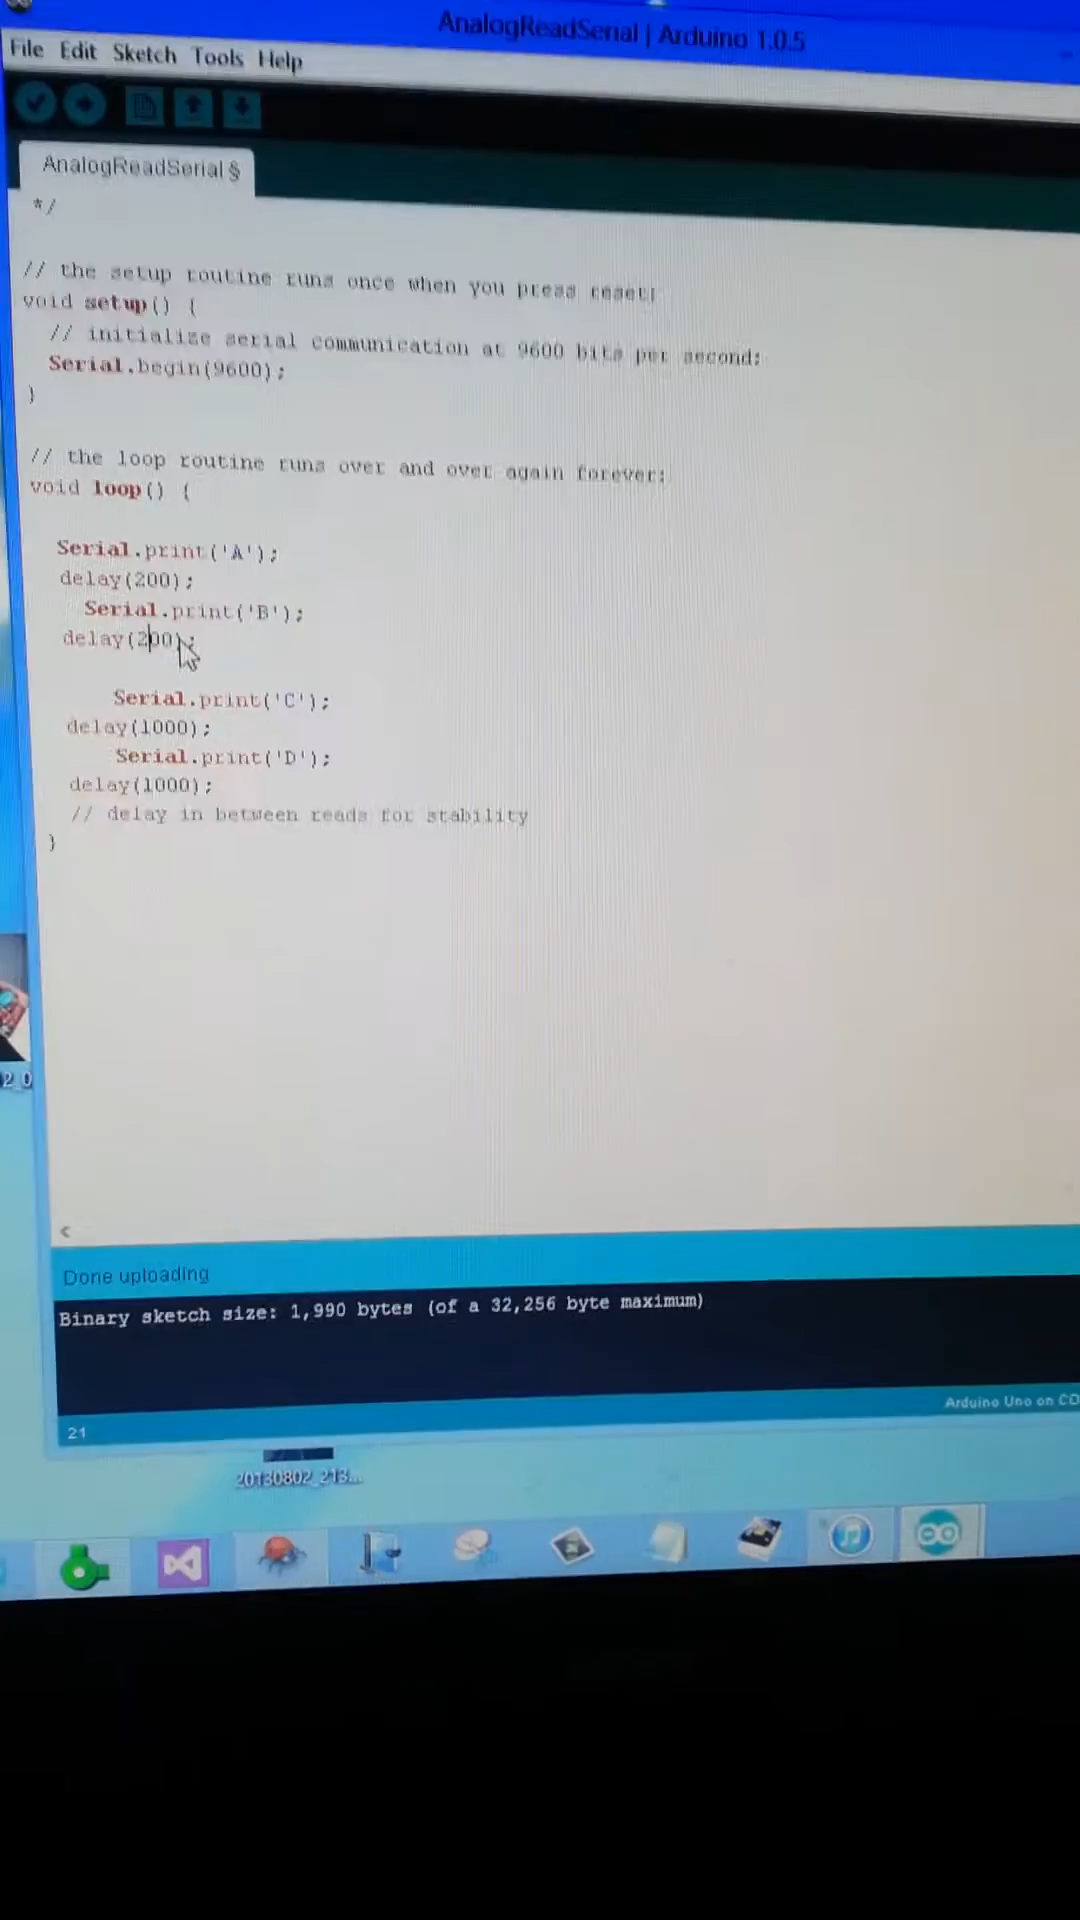 AnalogReadSerial | Arduino 1.0.5
File Edit Sketch Tools Help
AnalogReadSerial §
*/
// the setup routine runs once when you press reset:
void setup() {
// initialize serial communication at 9600 bits per second:
Serial.begin(9600);
}
// the loop routine runs over and over again forever:
void loop() {
Serial.print('A');
delay(200);
Serial.print('B');
delay(200);
Serial.print('C');
delay(1000);
Serial.print('D');
delay(1000);
// delay in between reads for stability
}
2_0
Done uploading
Binary sketch size: 1,990 bytes (of a 32,256 byte maximum)
Arduino Uno on CO
21
20130802_213...